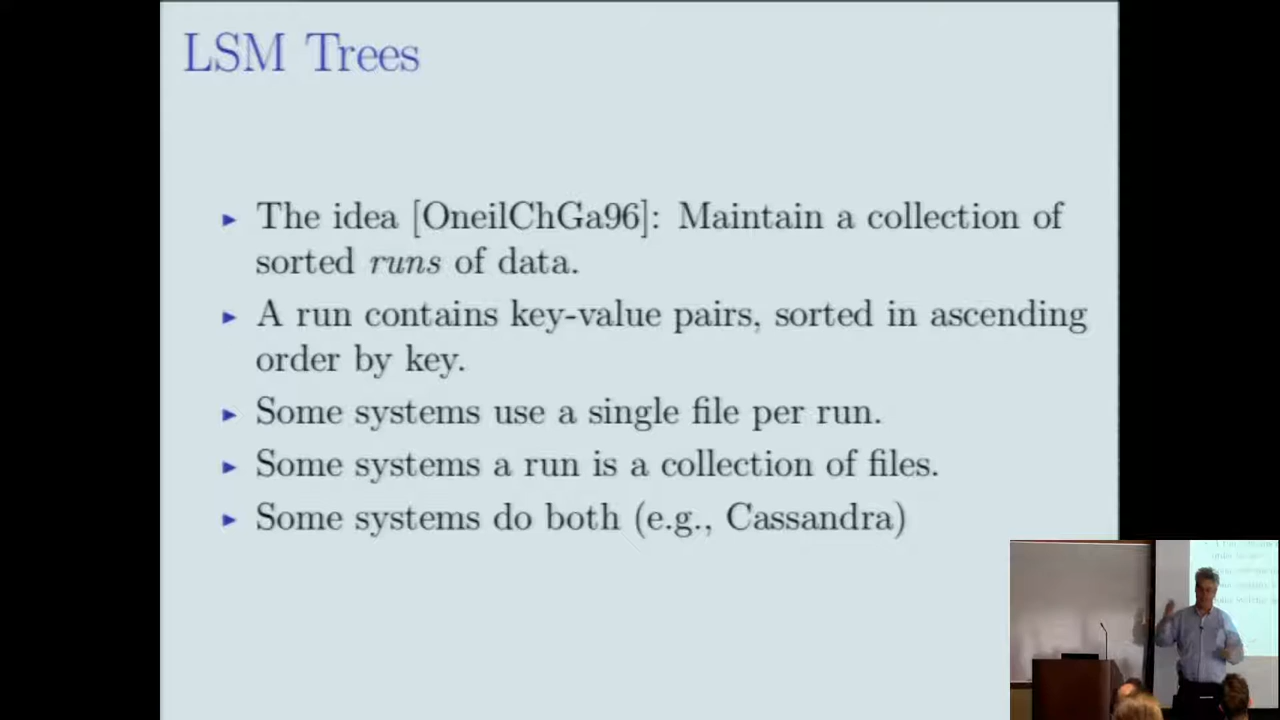 LSM Trees
▸ The idea [OneilChGa96]: Maintain a collection of
sorted runs of data.
▸ A run contains key-value pairs, sorted in ascending
order by key.
▸ Some systems use a single file per run.
▸ Some systems a run is a collection of files.
▸ Some systems do both (e.g., Cassandra)